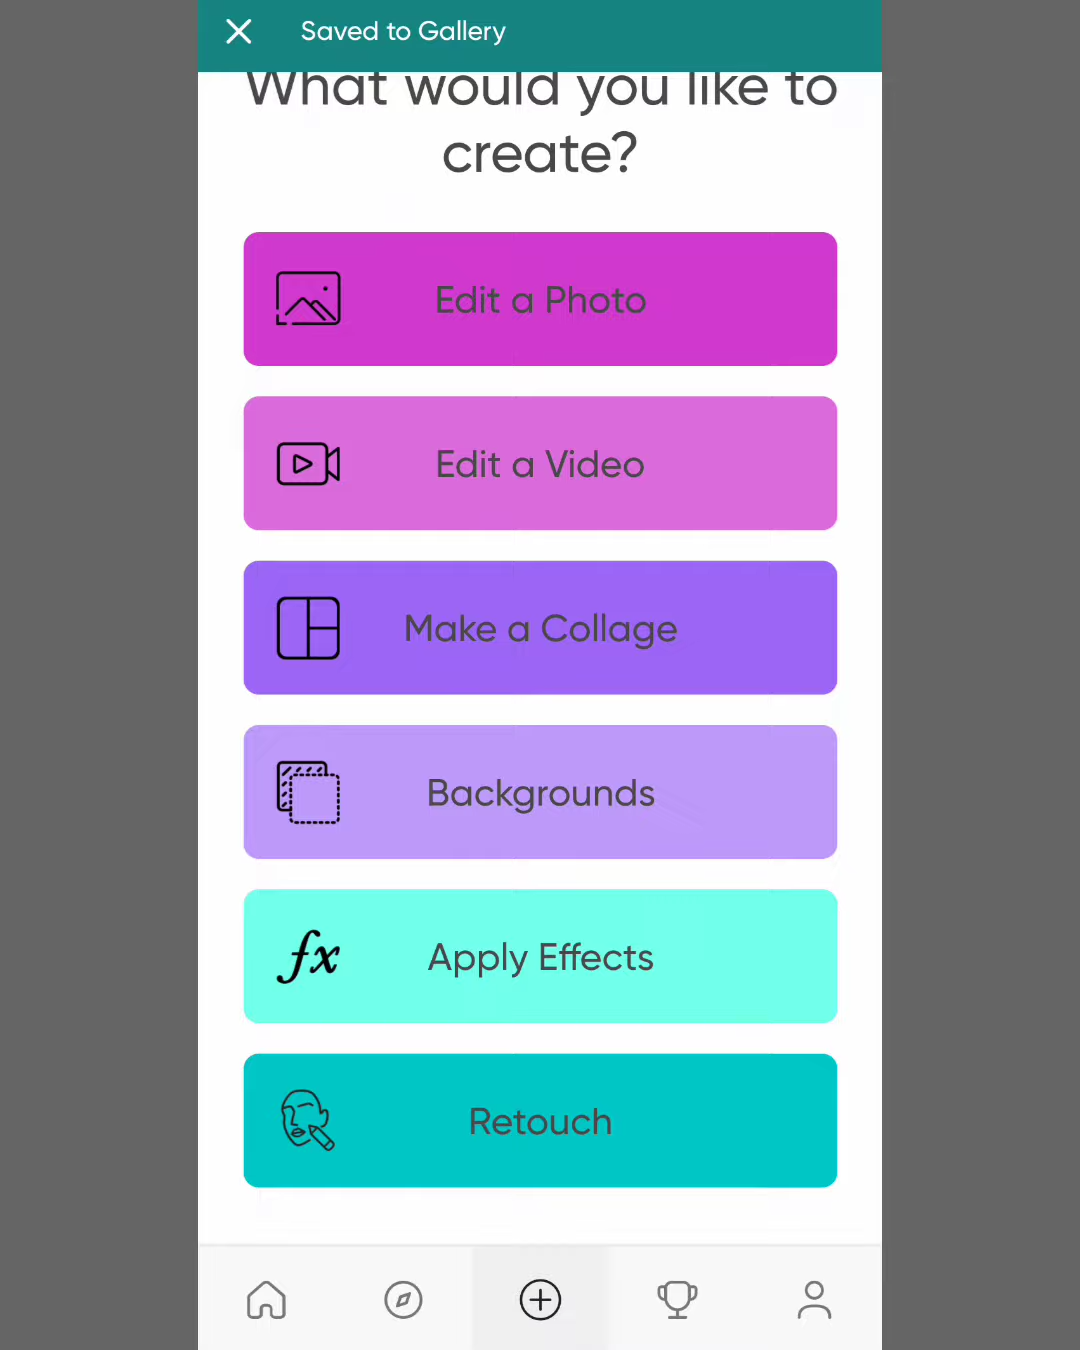 Saved to Gallery
What would you like to
create?
Edit a Photo
Edit a Video
Make a Collage
Backgrounds
fx Apply Effects
Retouch